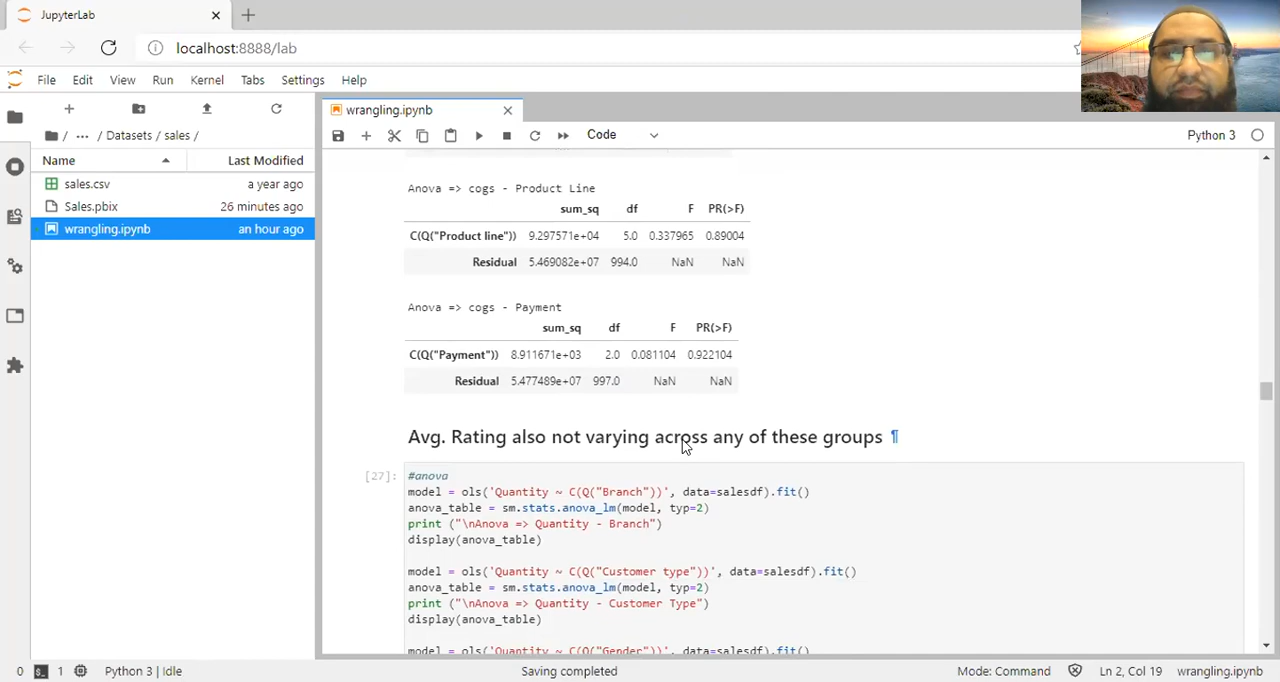 JupyterLab
localhost:8888/lab
File Edit View Run Kernel Tabs Settings Help
/ ... / Datasets / sales /
Name Last Modified
sales.csv a year ago
Sales.pbix 26 minutes ago
wrangling.ipynb an hour ago
wrangling.ipynb
Code Python 3
Anova => cogs - Product Line
sum_sq df F PR(>F)
C(Q("Product line")) 9.297571e+04 5.0 0.337965 0.89004
Residual 5.469082e+07 994.0 NaN NaN
Anova => cogs - Payment
sum_sq df F PR(>F)
C(Q("Payment")) 8.911671e+03 2.0 0.081104 0.922104
Residual 5.477489e+07 997.0 NaN NaN
Avg. Rating also not varying across any of these groups ¶
[27]: #anova
model = ols('Quantity ~ C(Q("Branch"))', data=salesdf).fit()
anova_table = sm.stats.anova_lm(model, typ=2)
print ("\nAnova => Quantity - Branch")
display(anova_table)
model = ols('Quantity ~ C(Q("Customer type"))', data=salesdf).fit()
anova_table = sm.stats.anova_lm(model, typ=2)
print ("\nAnova => Quantity - Customer Type")
display(anova_table)
model = ols('Quantity ~ C(Q("Gender"))', data=salesdf).fit()
0 1 Python 3 | Idle Saving completed Mode: Command Ln 2, Col 19 wrangling.ipynb